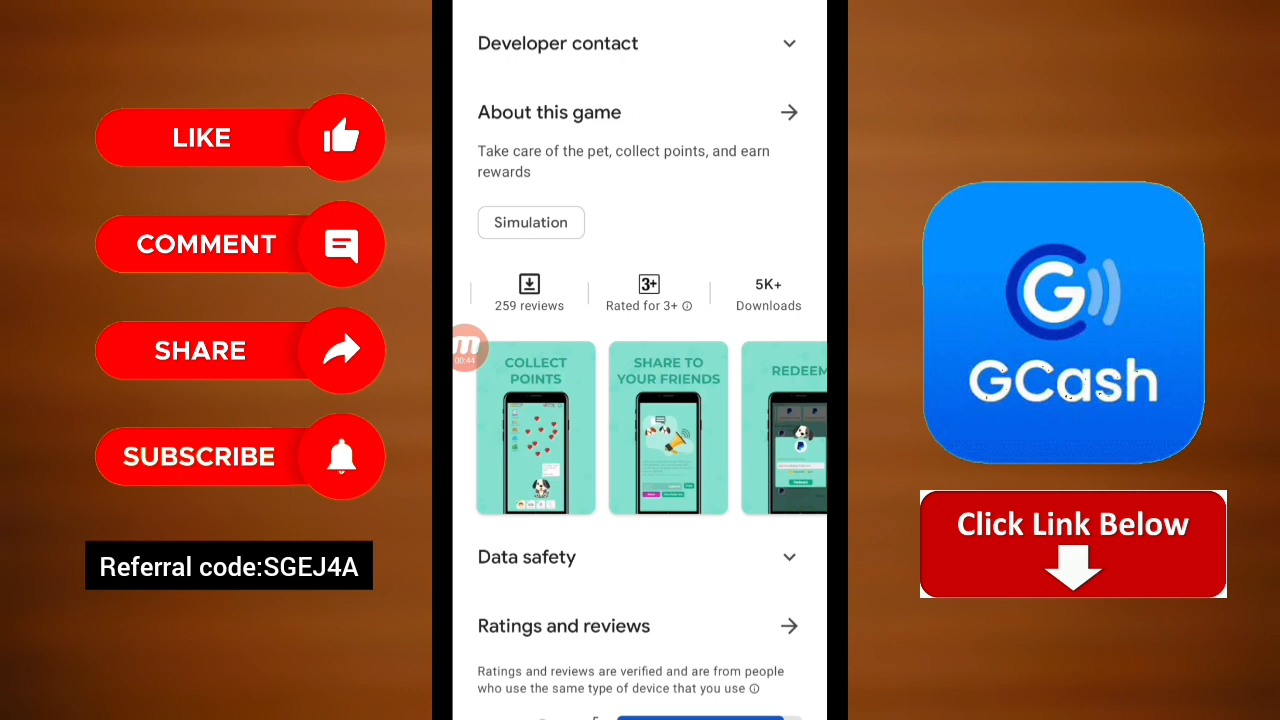 LIKE
COMMENT
SHARE
SUBSCRIBE
Referral code:SGEJ4A
Developer contact
About this game
Take care of the pet, collect points, and earn
rewards
Simulation
259 reviews
3+
Rated for 3+
5K+
Downloads
m
00:44
COLLECT
POINTS
SHARE TO
YOUR FRIENDS
REDEEM
Data safety
Ratings and reviews
Ratings and reviews are verified and are from people
who use the same type of device that you use
G
GCash
Click Link Below